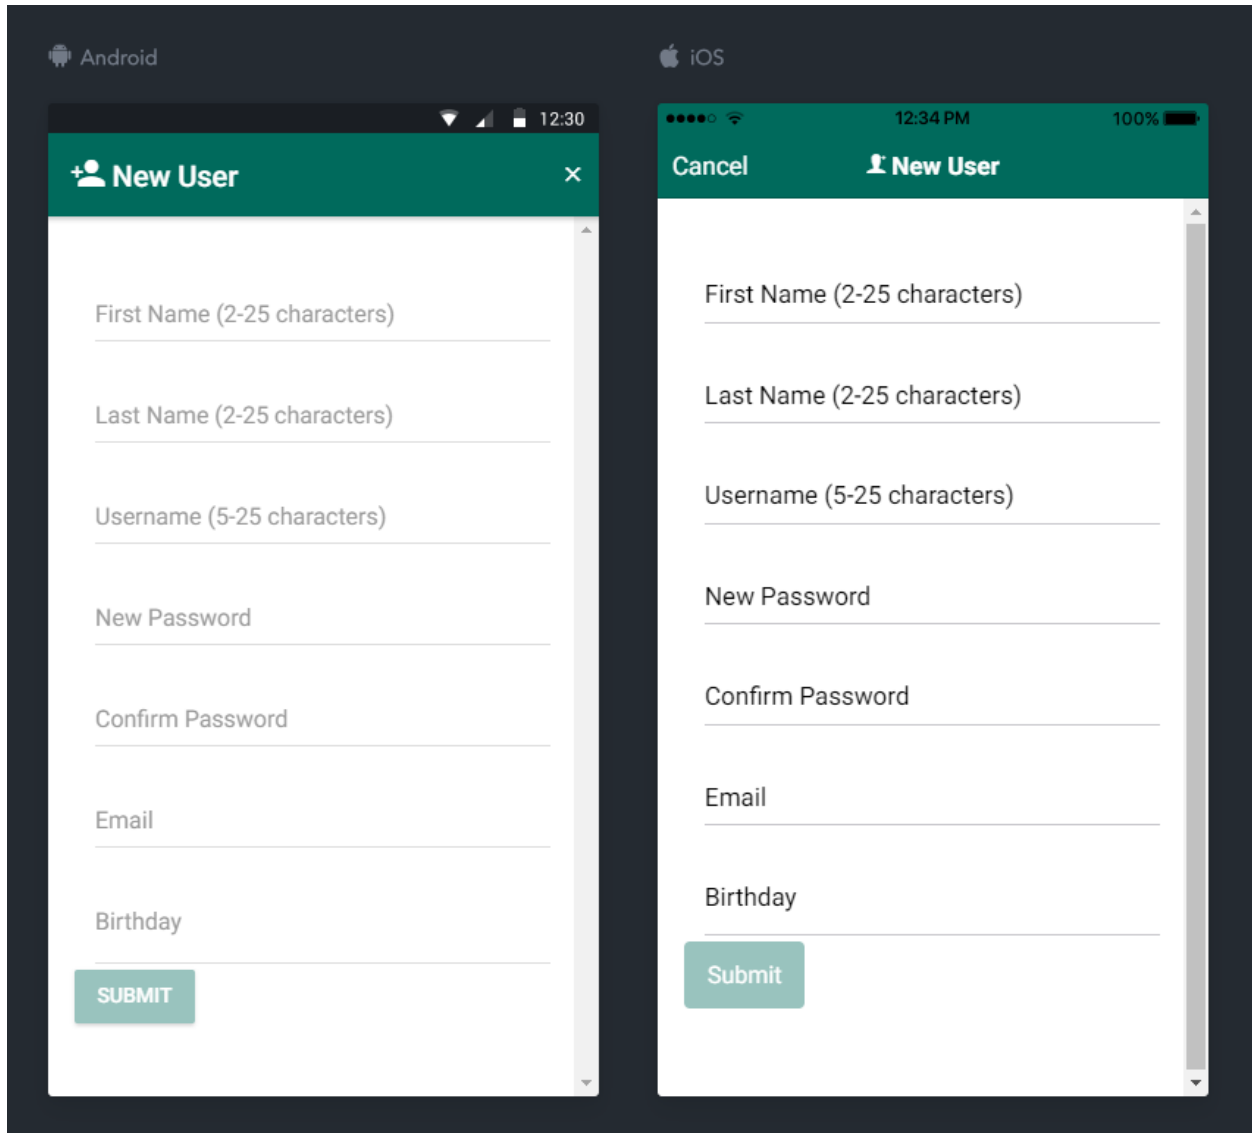 Android
12:30
New User
×
First Name (2-25 characters)
Last Name (2-25 characters)
Username (5-25 characters)
New Password
Confirm Password
Email
Birthday
SUBMIT
iOS
12:34 PM
100%
Cancel
New User
First Name (2-25 characters)
Last Name (2-25 characters)
Username (5-25 characters)
New Password
Confirm Password
Email
Birthday
Submit